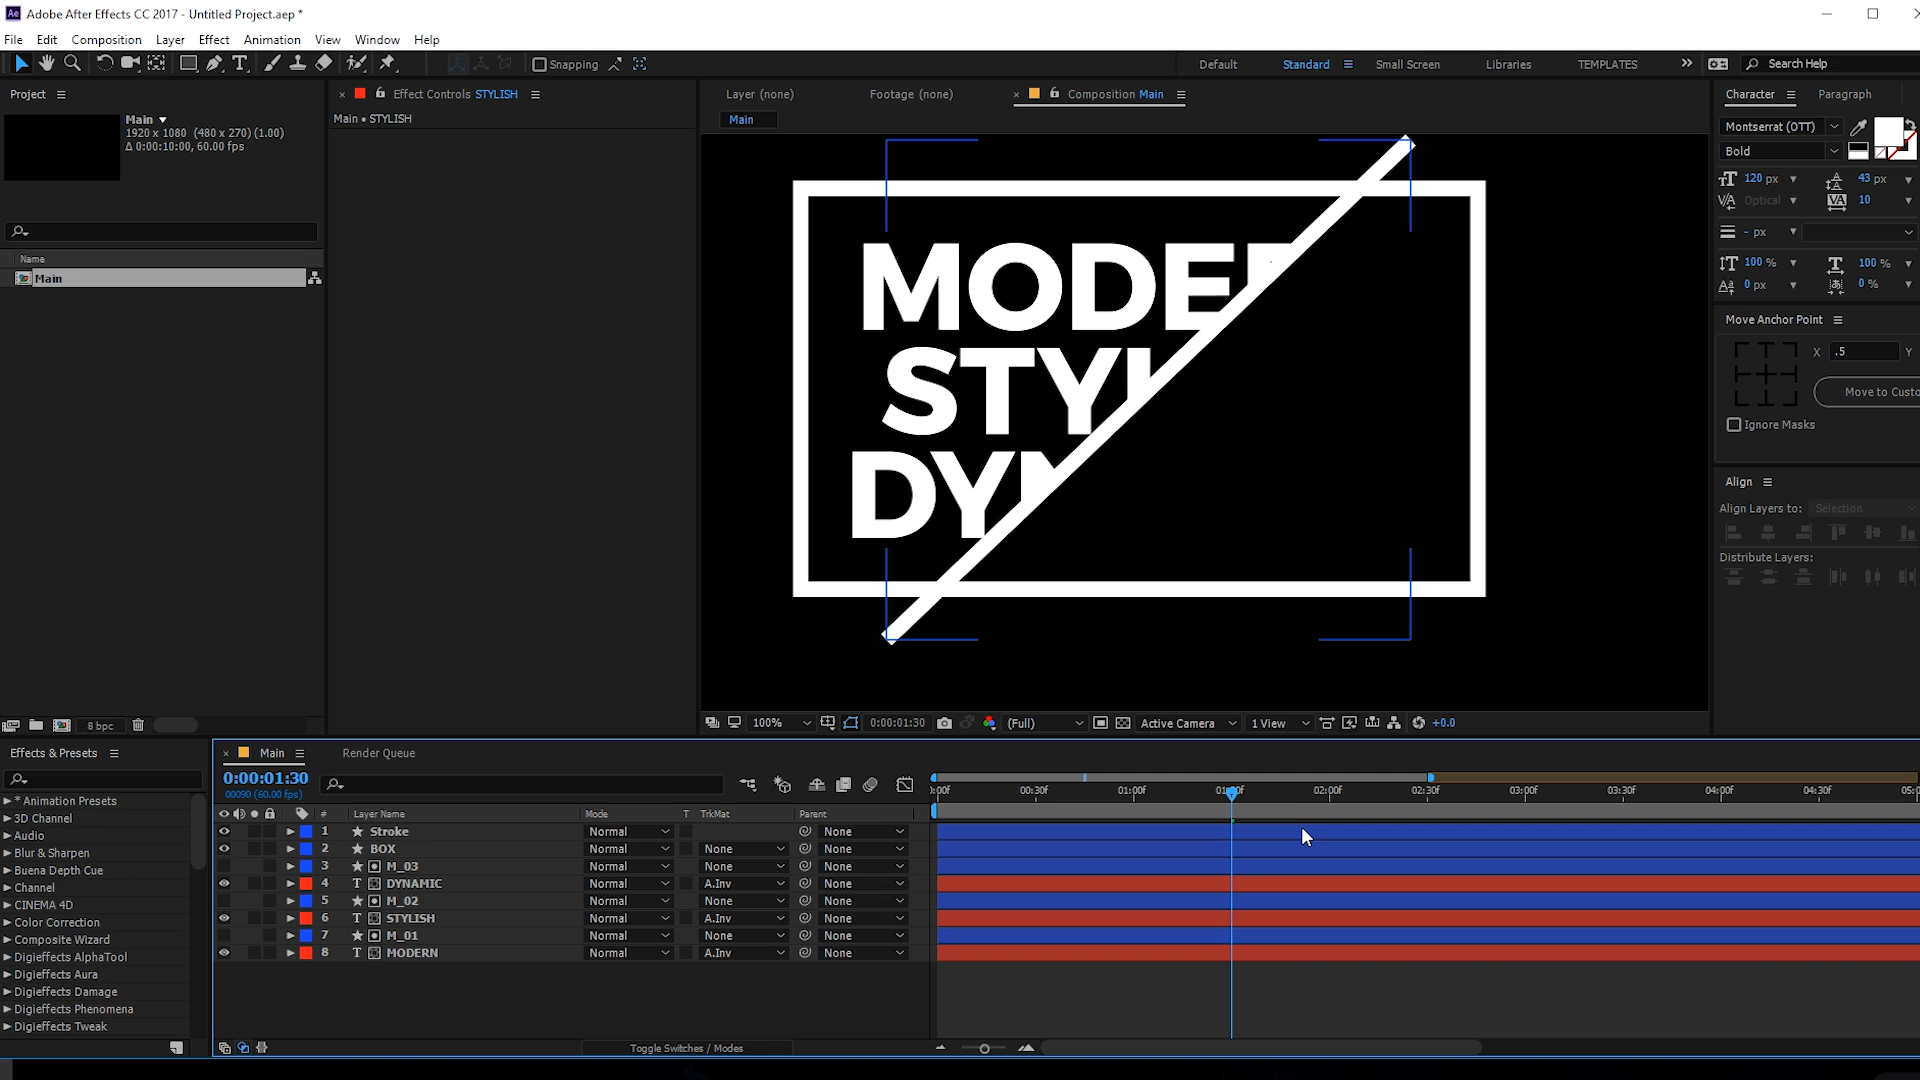 Ae Adobe After Effects CC 2017 - Untitled Project.aep *
File Edit Composition Layer Effect Animation View Window Help
Snapping Default Standard Small Screen Libraries TEMPLATES Search Help
Project Effect Controls STYLISH Layer (none) Footage (none) Composition Main Character Paragraph
Main • STYLISH
Main
Main
1920 x 1080 (480 x 270) (1.00)
Δ 0:00:10:00, 60.00 fps
Montserrat (OTT)
Bold
120 px 43 px
Optical 10
- px
100 % 100 %
0 px 0 %
Move Anchor Point
X .5 Y
Move to Custo
Ignore Masks
Align
Align Layers to: Selection
Distribute Layers:
Name
Main
MODER
STYL
DYN
8 bpc
100% 0:00:01:30 (Full) Active Camera 1 View +0.0
Effects & Presets
* Animation Presets
3D Channel
Audio
Blur & Sharpen
Buena Depth Cue
Channel
CINEMA 4D
Color Correction
Composite Wizard
Digieffects AlphaTool
Digieffects Aura
Digieffects Damage
Digieffects Phenomena
Digieffects Tweak
Main Render Queue
0:00:01:30
00090 (60.00 fps)
:00f 00:30f 01:00f 01:30f 02:00f 02:30f 03:00f 03:30f 04:00f 04:30f 05:0
# Layer Name Mode T TrkMat Parent
1 Stroke Normal None
2 BOX Normal None None
3 M_03 Normal None None
4 T DYNAMIC Normal A.Inv None
5 M_02 Normal None None
6 T STYLISH Normal A.Inv None
7 M_01 Normal None None
8 T MODERN Normal A.Inv None
Toggle Switches / Modes